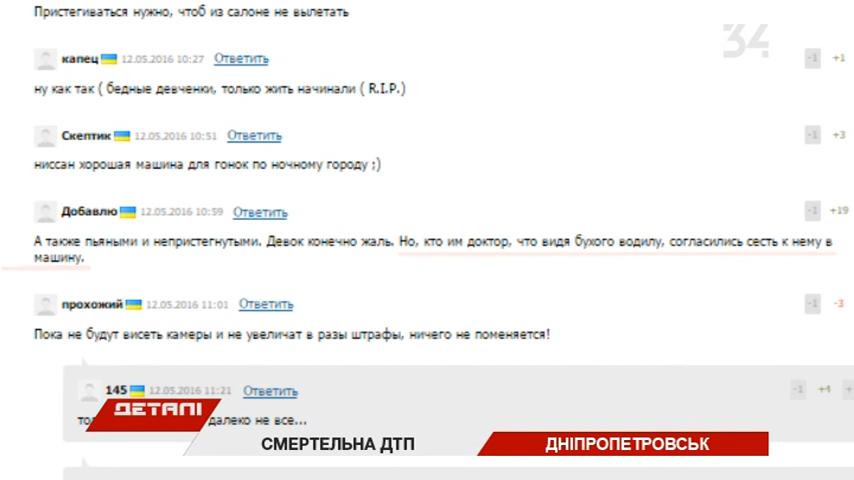 Пристегиваться нужно, чтоб из салоне не вылетать
34
капец 12.05.2016 10:27 Ответить -1 +1
ну как так ( бедные девченки, только жить начинали ( R.I.P.)
Скептик 12.05.2016 10:51 Ответить -1 +3
ниссан хорошая машина для гонок по ночному городу ;)
Добавлю 12.05.2016 10:59 Ответить -1 +19
А также пьяными и непристегнутыми. Девок конечно жаль. Но, кто им доктор, что видя бухого водилу, согласились сесть к нему в
машину.
прохожий 12.05.2016 11:01 Ответить -1 -3
Пока не будут висеть камеры и не увеличат в разы штрафы, ничего не поменяется!
145 12.05.2016 11:21 Ответить -1 +4 +
далеко не все...
ДЕТАЛІ
СМЕРТЕЛЬНА ДТП
ДНІПРОПЕТРОВСЬК